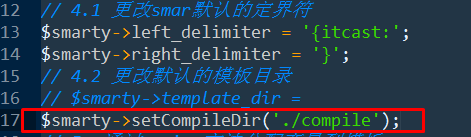 12 // 4.1 更改smar默认的定界符
13 $smarty->left_delimiter = '{itcast:';
14 $smarty->right_delimiter = '}';
15 // 4.2 更改默认的模板目录
16 // $smarty->template_dir =
17 $smarty->setCompileDir('./compile');